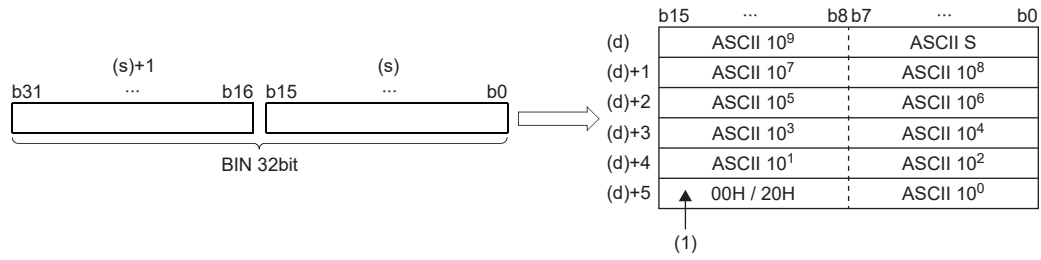 b15 ... b8 b7 ... b0
(d) ASCII 10⁹ ASCII S
(s)+1 (s)
(d)+1 ASCII 10⁷ ASCII 10⁸
b31 ... b16 b15 ... b0
(d)+2 ASCII 10⁵ ASCII 10⁶
(d)+3 ASCII 10³ ASCII 10⁴
BIN 32bit
(d)+4 ASCII 10¹ ASCII 10²
(d)+5 00H / 20H ASCII 10⁰
(1)